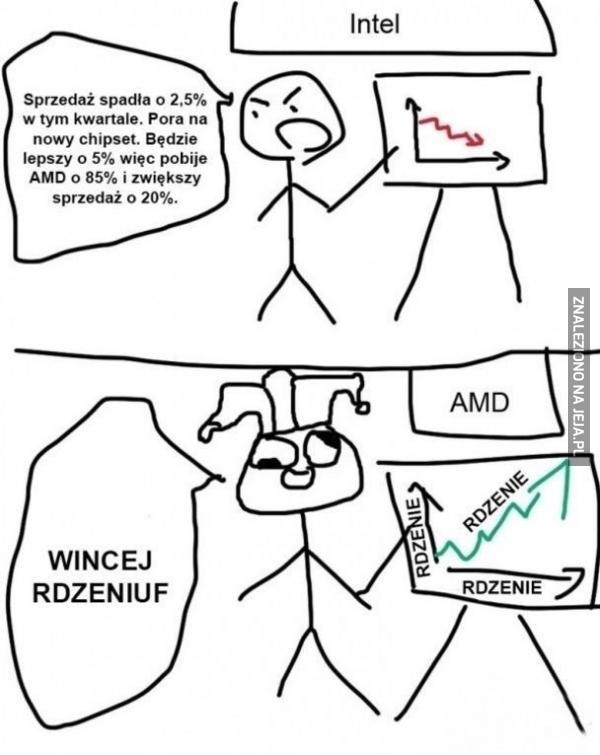 Intel
Sprzedaż spadła o 2,5%
w tym kwartale. Pora na
nowy chipset. Będzie
lepszy o 5% więc pobije
AMD o 85% i zwiększy
sprzedaż o 20%.
ZNALEZIONO NA JEJA.PL
AMD
WINCEJ
RDZENIUF
RDZENIE
RDZENIE
RDZENIE